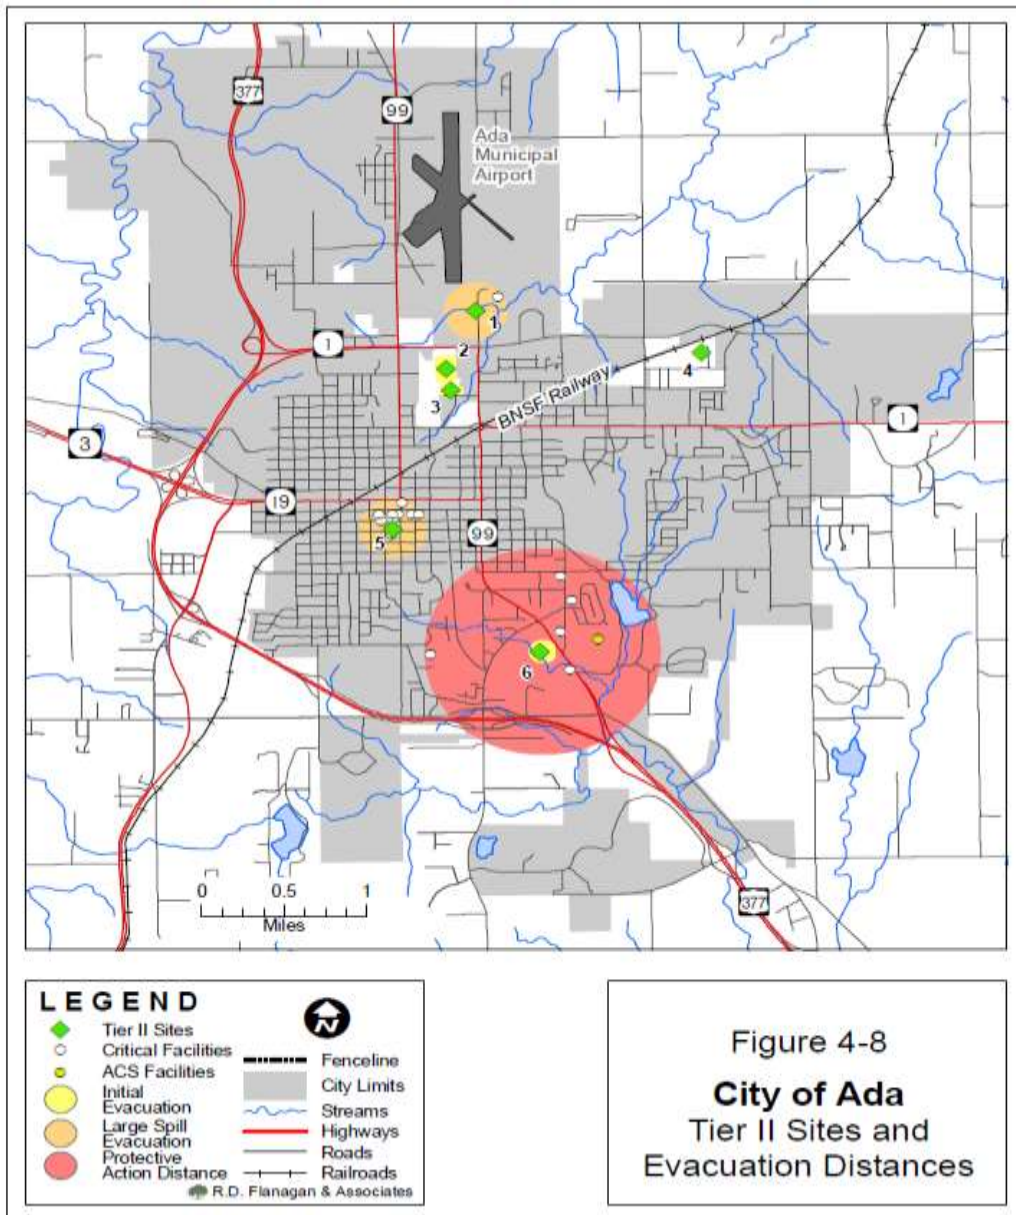 377
99
Ada
Municipal
Airport
1
2
1
3
4
BNSF Railway
1
3
19
5
99
6
0 0.5 1
Miles
377
LEGEND
Tier II Sites
Critical Facilities
ACS Facilities
Initial
Evacuation
Large Spill
Evacuation
Protective
Action Distance
N
Fenceline
City Limits
Streams
Highways
Roads
Railroads
R.D. Flanagan & Associates
Figure 4-8
City of Ada
Tier II Sites and
Evacuation Distances